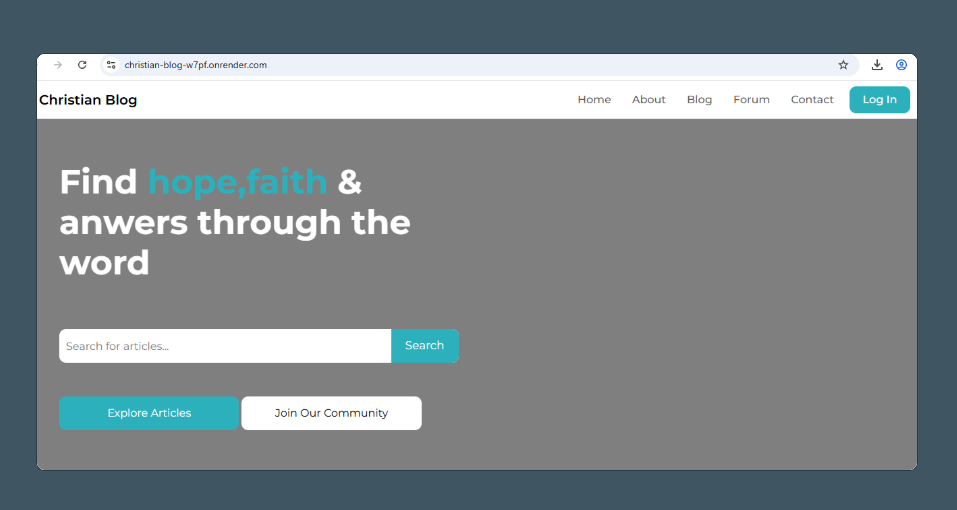 christian-blog-w7pf.onrender.com
Christian Blog Home About Blog Forum Contact Log In
Find hope,faith &
anwers through the
word
Search for articles... Search
Explore Articles Join Our Community